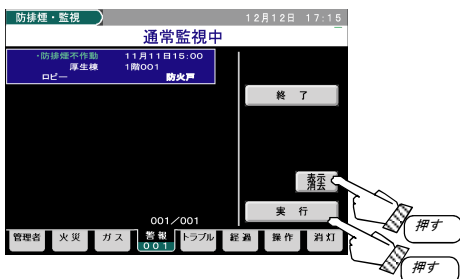 防排煙・監視 12月12日 17:15
通常監視中
・防排煙不作動 11月11日15:00
厚生棟 1階001
ロビー 防火戸
終 了
表示
消去
実 行
押す
001/001
管理者 火災 ガス 警報 001 トラブル 経過 操作 消灯
押す